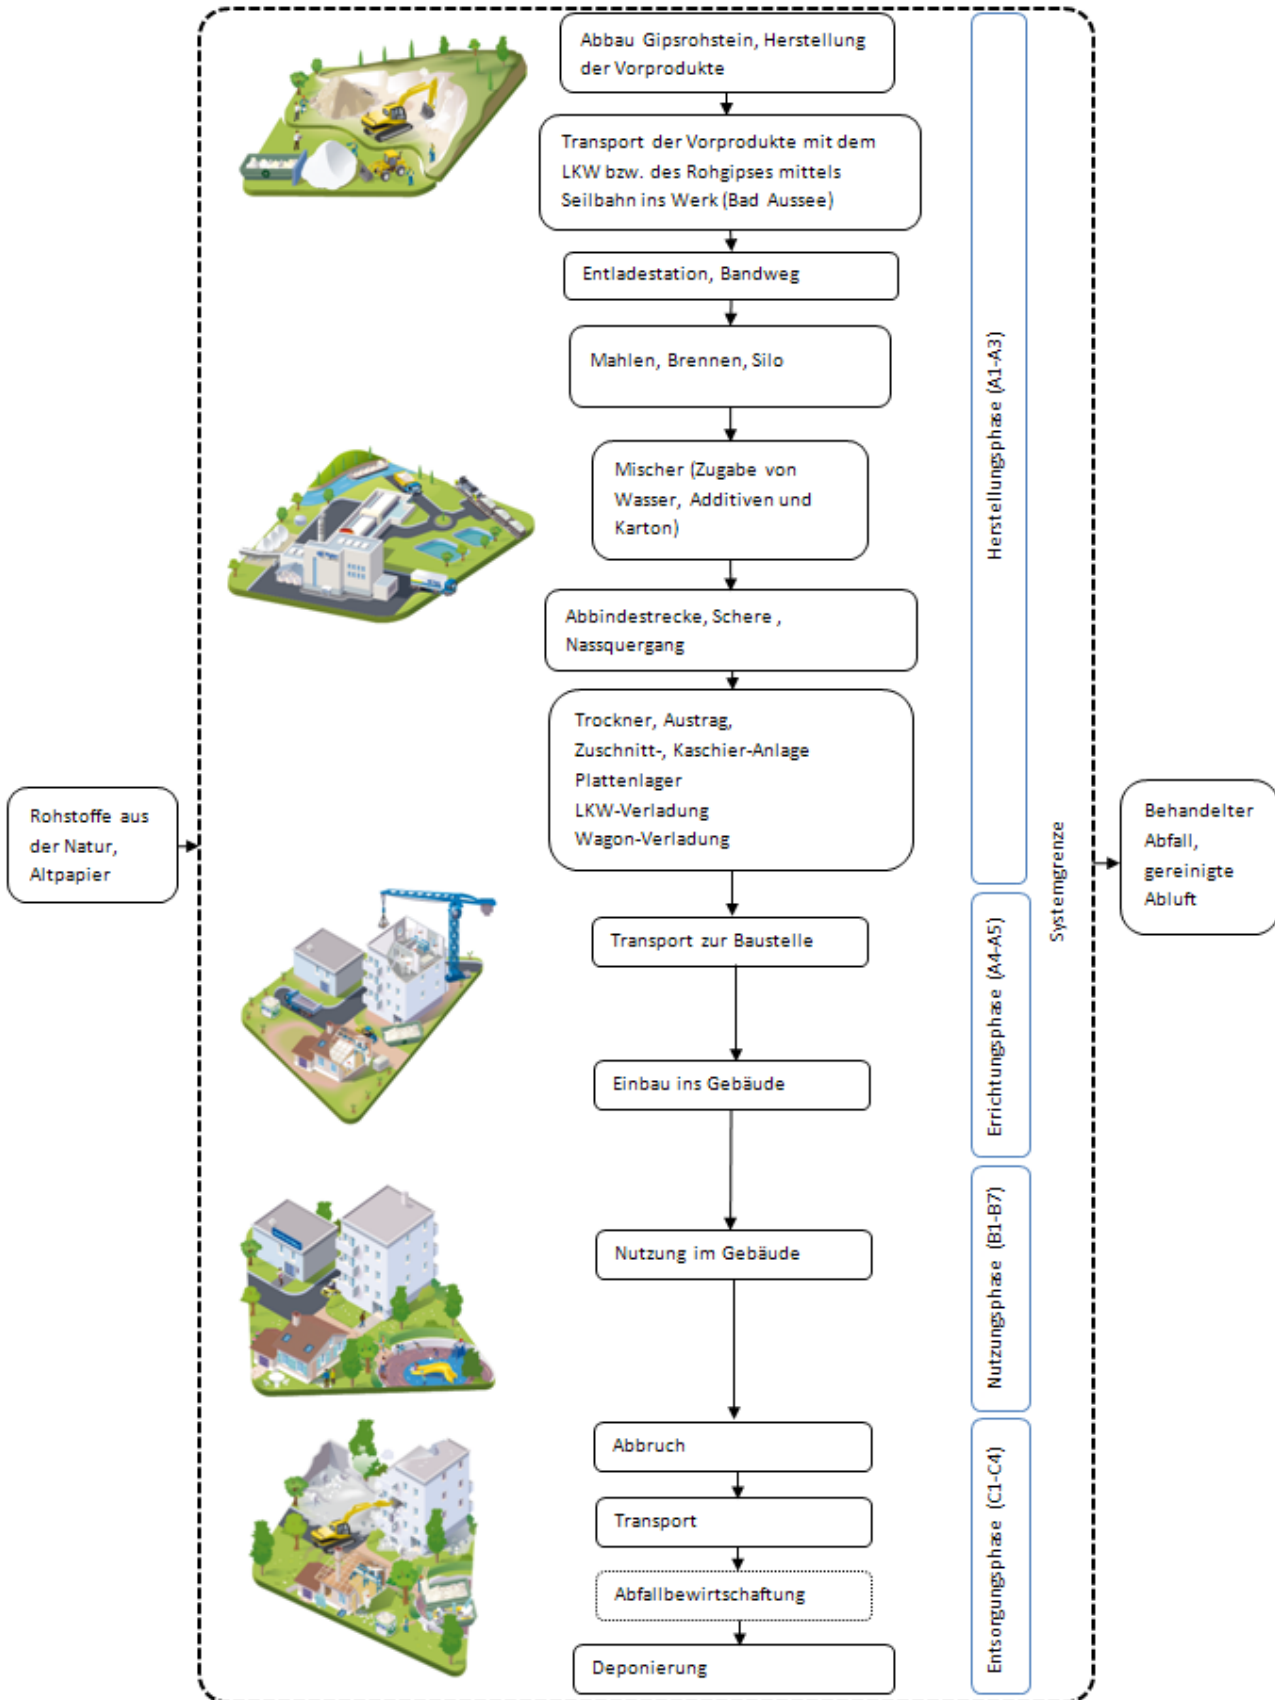 Abbau Gipsrohstein, Herstellung
der Vorprodukte
Transport der Vorprodukte mit dem
LKW bzw. des Rohgipses mittels
Seilbahn ins Werk (Bad Aussee)
Entladestation, Bandweg
Mahlen, Brennen, Silo
Mischer (Zugabe von
Wasser, Additiven und
Karton)
Abbindestrecke, Schere ,
Nassquergang
Trockner, Austrag,
Zuschnitt-, Kaschier-Anlage
Plattenlager
LKW-Verladung
Wagon-Verladung
Herstellungsphase (A1-A3)
Rohstoffe aus
der Natur,
Altpapier
Systemgrenze
Behandelter
Abfall,
gereinigte
Abluft
Transport zur Baustelle
Einbau ins Gebäude
Errichtungsphase (A4-A5)
Nutzung im Gebäude
Nutzungsphase (B1-B7)
Abbruch
Transport
Abfallbewirtschaftung
Deponierung
Entsorgungsphase (C1-C4)